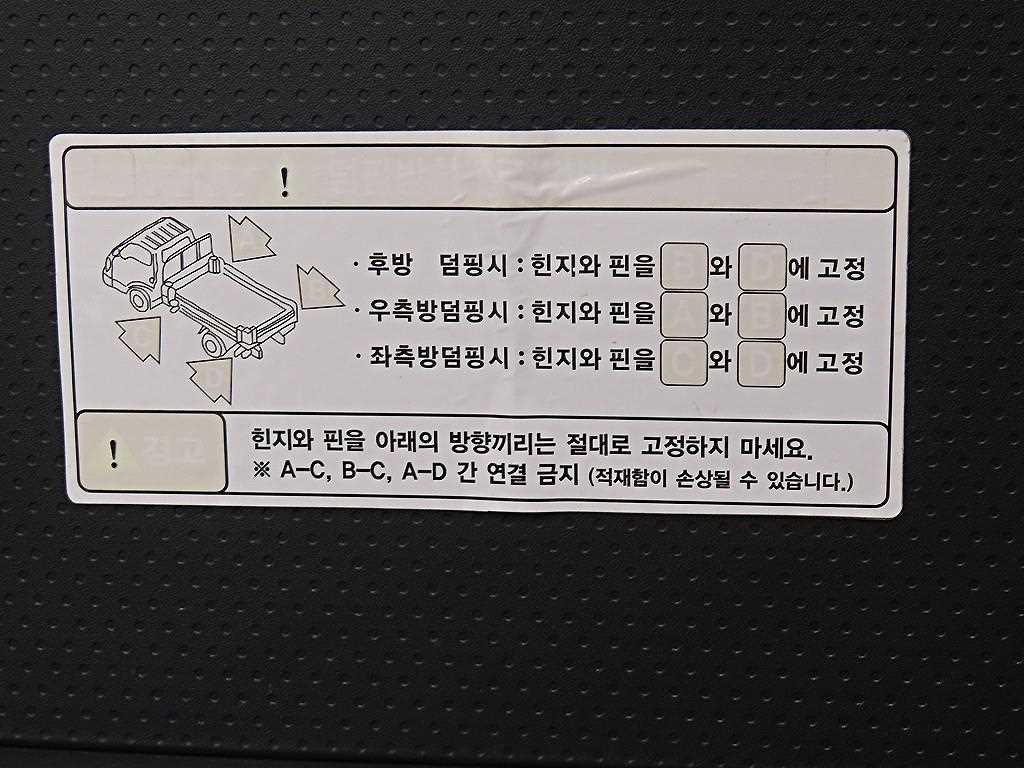 !
A
B
C
D
· 후방 덤핑시 : 힌지와 핀을 B 와 D 에 고정
· 우측방덤핑시 : 힌지와 핀을 A 와 B 에 고정
· 좌측방덤핑시 : 힌지와 핀을 C 와 D 에 고정
! 경고
힌지와 핀을 아래의 방향끼리는 절대로 고정하지 마세요.
※ A-C, B-C, A-D 간 연결 금지 (적재함이 손상될 수 있습니다.)